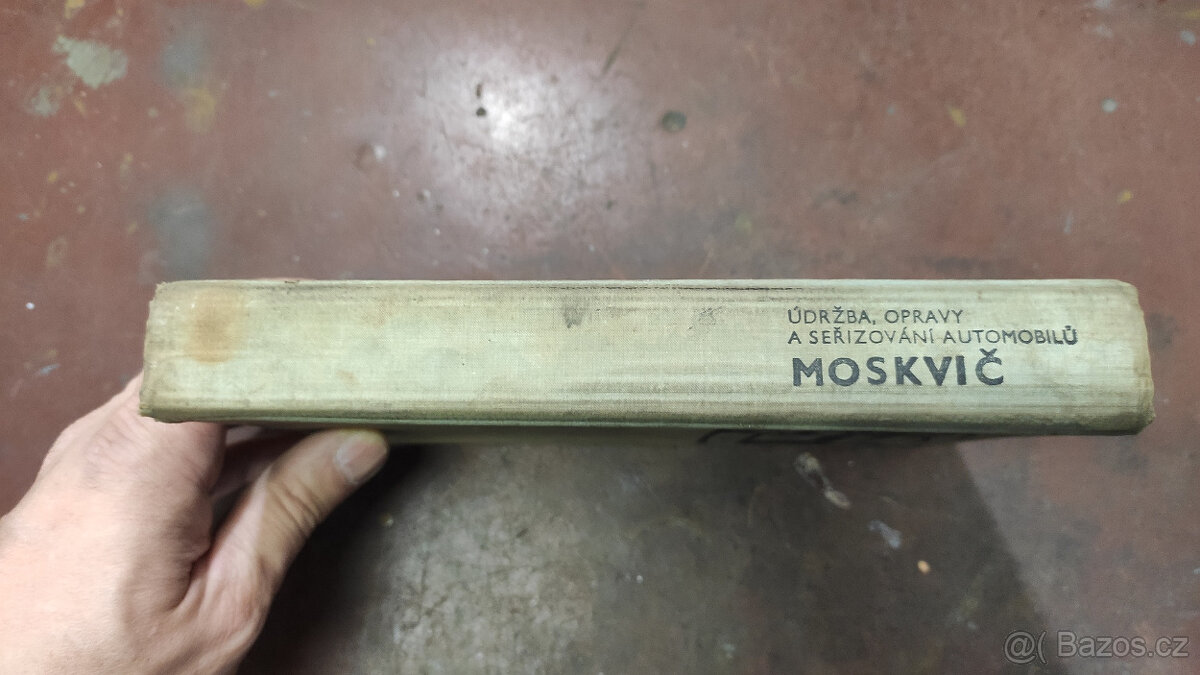 ÚDRŽBA, OPRAVY
A SEŘIZOVÁNÍ AUTOMOBILŮ
MOSKVIČ
@( Bazos.cz